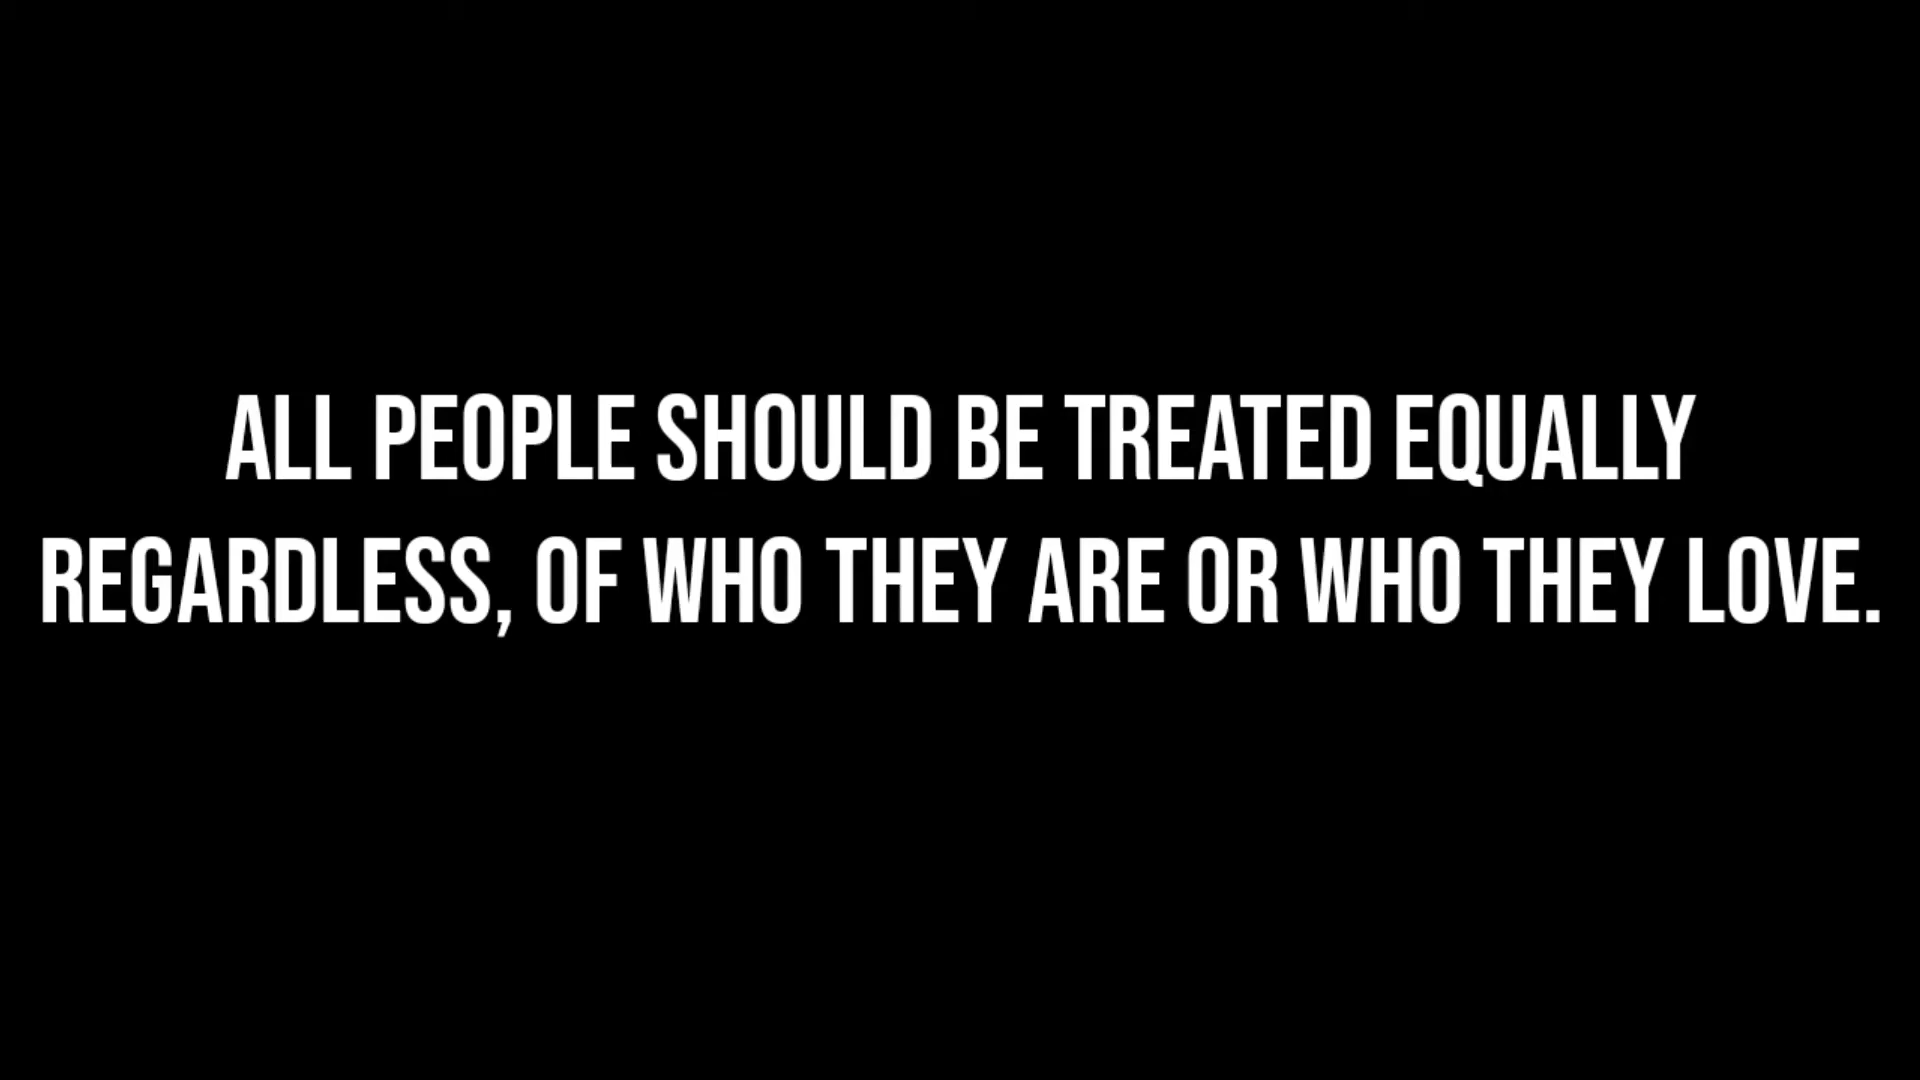 ALL PEOPLE SHOULD BE TREATED EQUALLY
REGARDLESS, OF WHO THEY ARE OR WHO THEY LOVE.